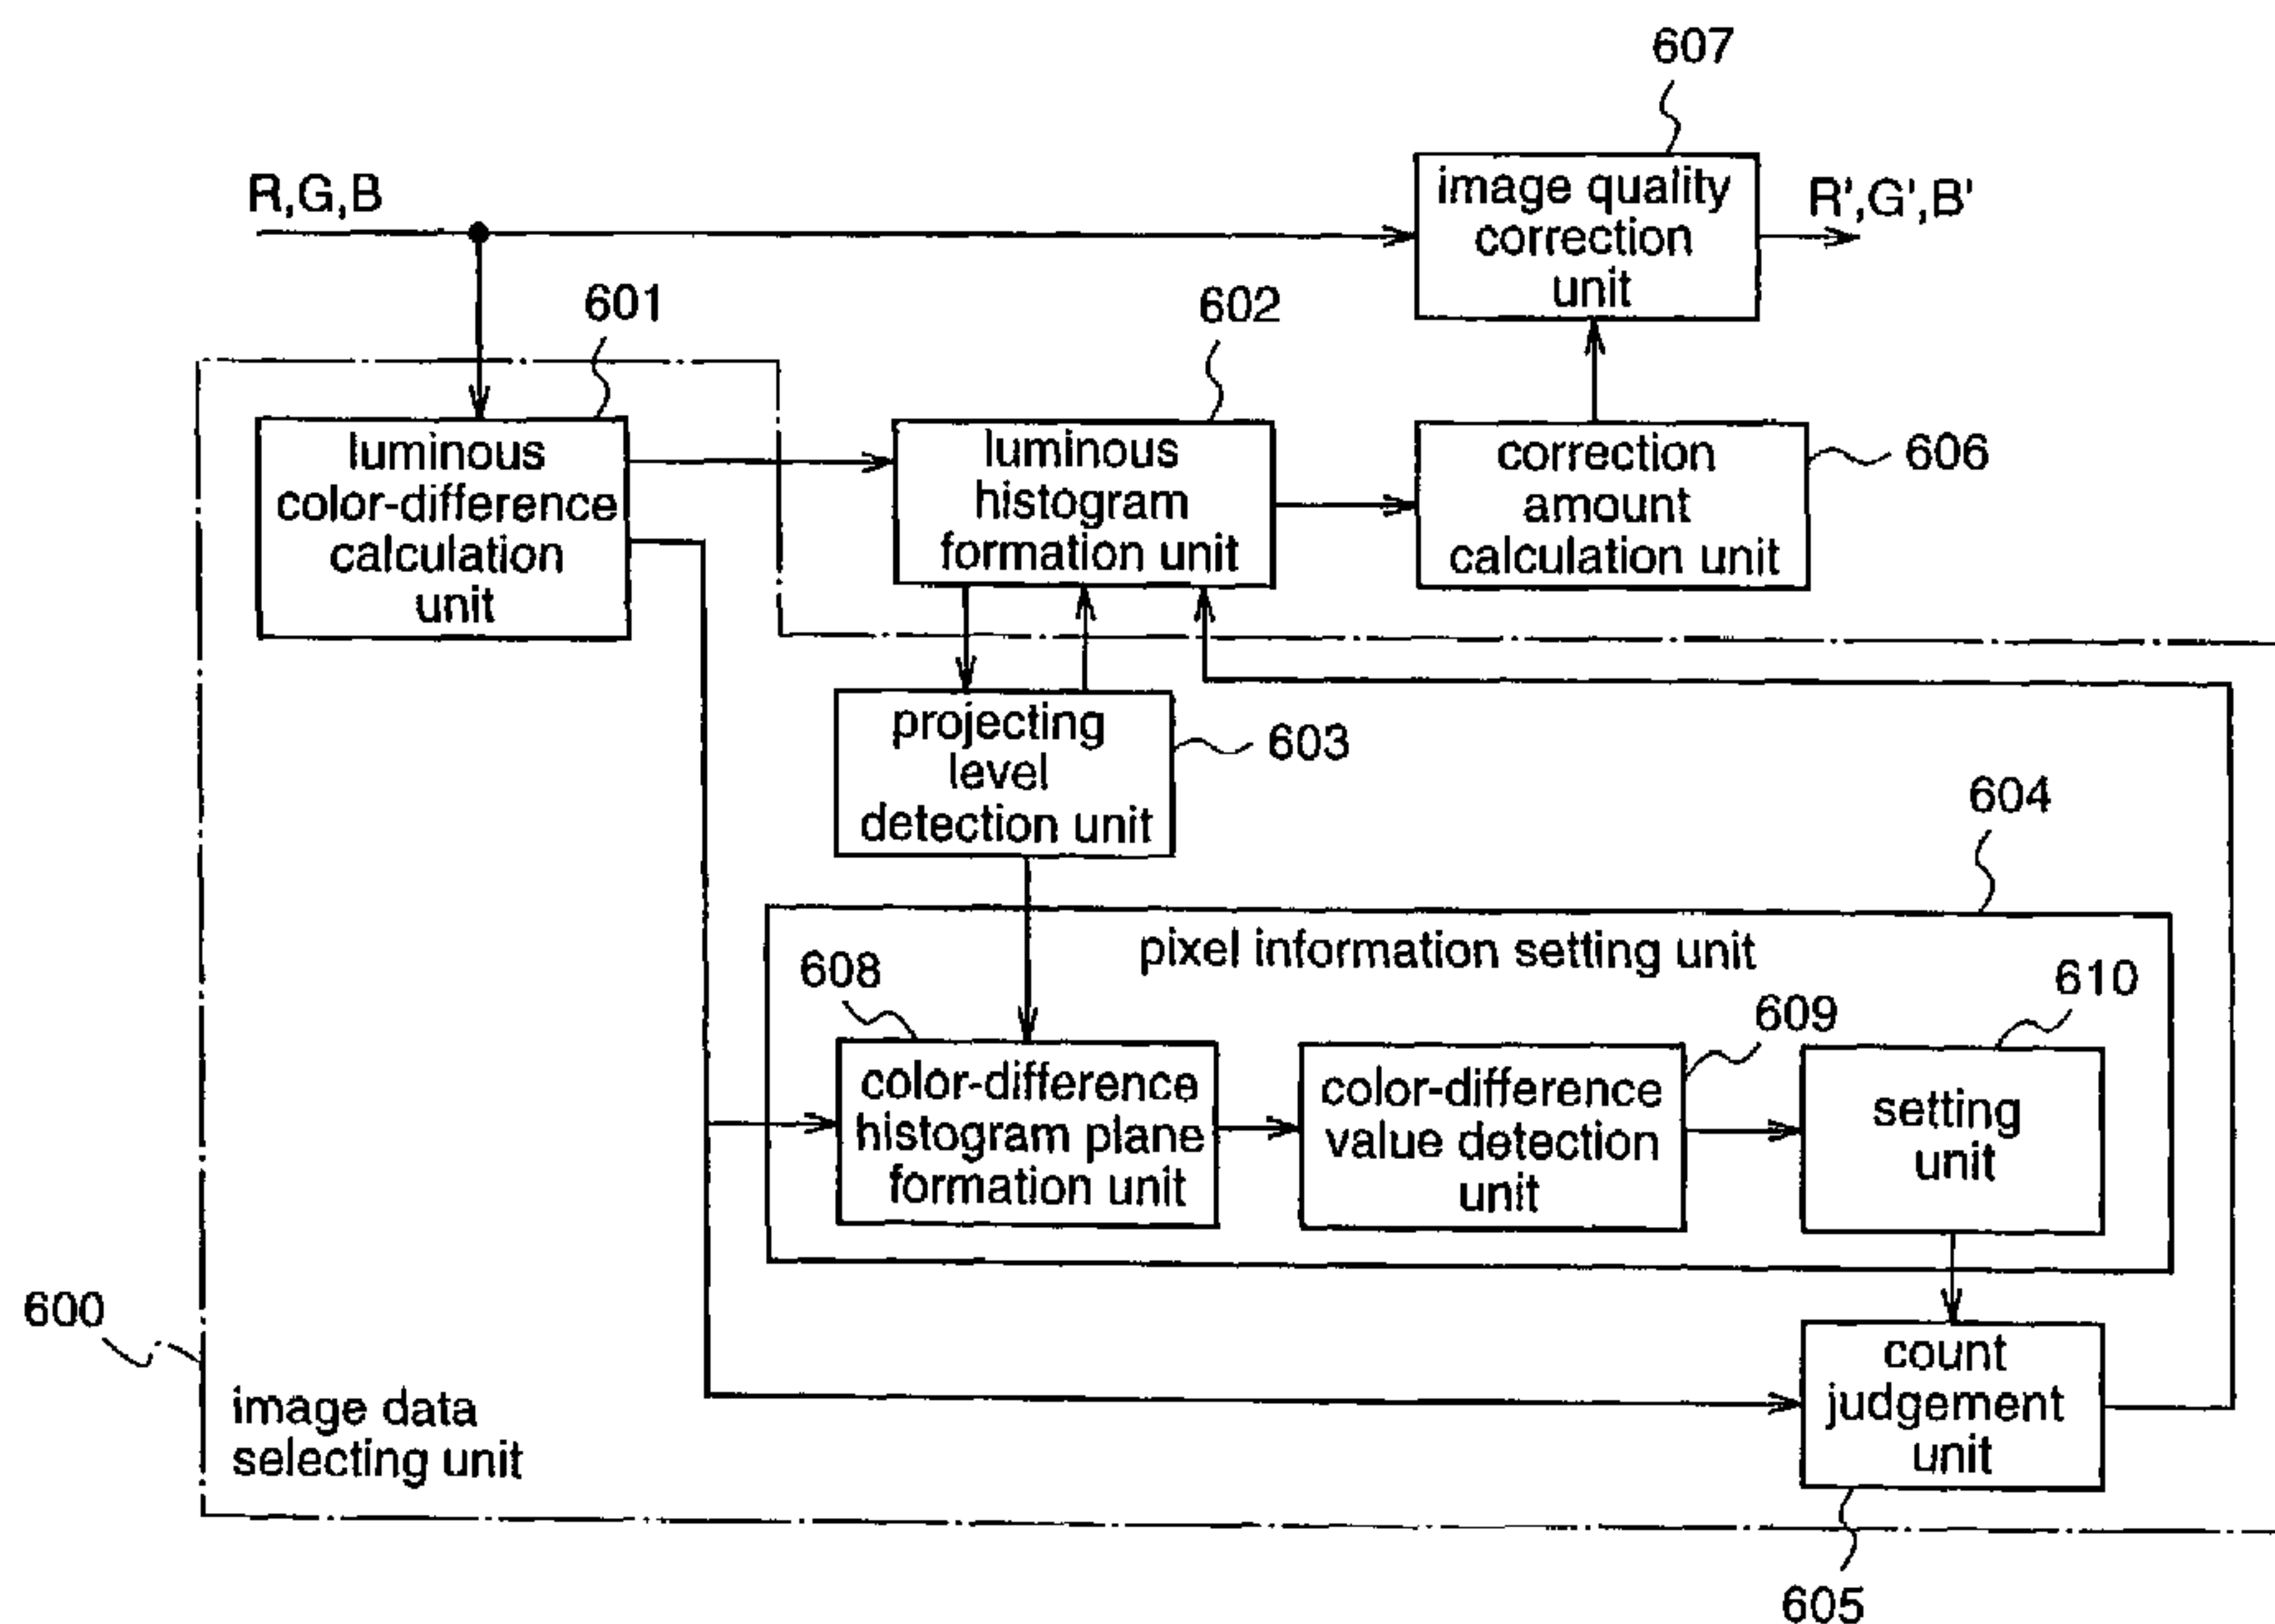 607
R,G,B
image quality
correction
unit
R',G',B'
601
602
luminous
color-difference
calculation
unit
luminous
histogram
formation unit
correction
amount
calculation unit
606
projecting
level
detection unit
603
604
pixel information setting unit
608
609
610
color-difference
histogram plane
formation unit
color-difference
value detection
unit
setting
unit
600
image data
selecting unit
count
judgement
unit
605